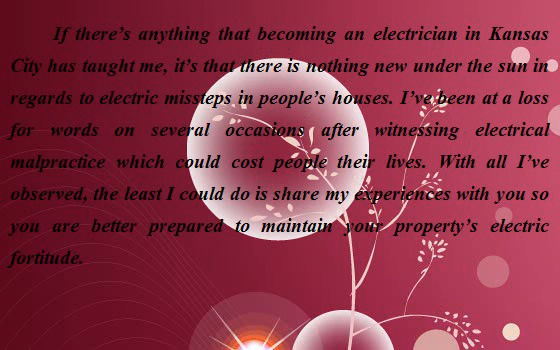 If there's anything that becoming an electrician in Kansas
City has taught me, it's that there is nothing new under the sun in
regards to electric missteps in people's houses. I've been at a loss
for words on several occasions after witnessing electrical
malpractice which could cost people their lives. With all I've
observed, the least I could do is share my experiences with you so
you are better prepared to maintain your property's electric
fortitude.